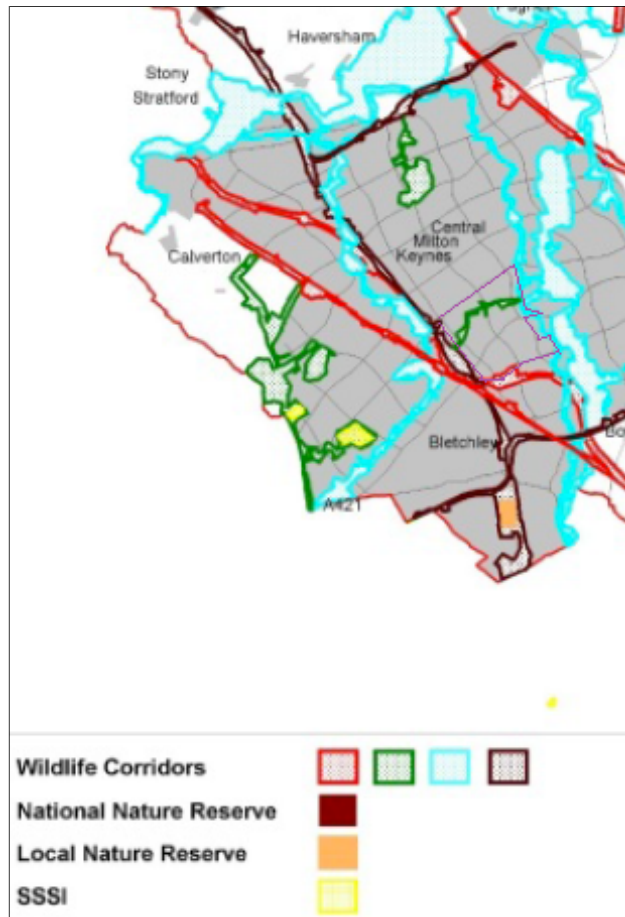 Haversham
Stony
Stratford
Central
Milton
Keynes
Calverton
Bletchley
A421
Wildlife Corridors
National Nature Reserve
Local Nature Reserve
SSSI